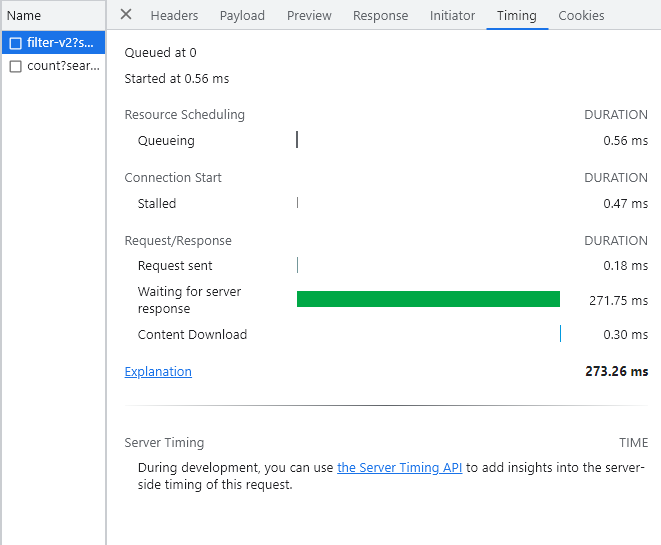 Name
Headers Payload Preview Response Initiator Timing Cookies
filter-v2?s...
count?sear...
Queued at 0
Started at 0.56 ms
Resource Scheduling DURATION
Queueing 0.56 ms
Connection Start DURATION
Stalled 0.47 ms
Request/Response DURATION
Request sent 0.18 ms
Waiting for server
response 271.75 ms
Content Download 0.30 ms
Explanation 273.26 ms
Server Timing TIME
During development, you can use the Server Timing API to add insights into the server-
side timing of this request.